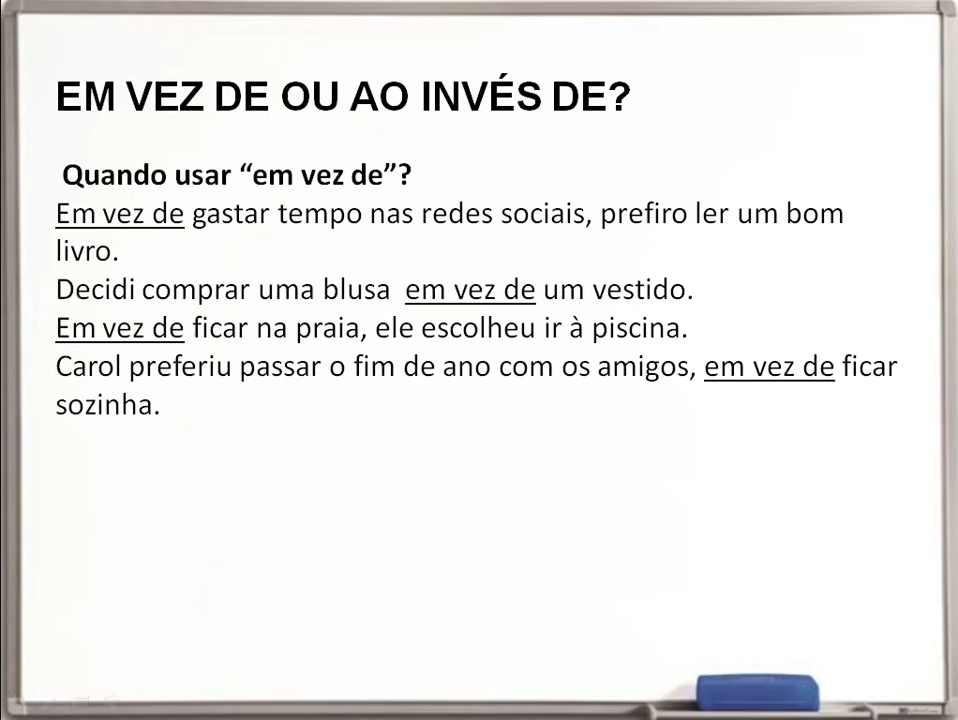 EM VEZ DE OU AO INVÉS DE?
Quando usar “em vez de”?
Em vez de gastar tempo nas redes sociais, prefiro ler um bom
livro.
Decidi comprar uma blusa  em vez de um vestido.
Em vez de ficar na praia, ele escolheu ir à piscina.
Carol preferiu passar o fim de ano com os amigos, em vez de ficar
sozinha.